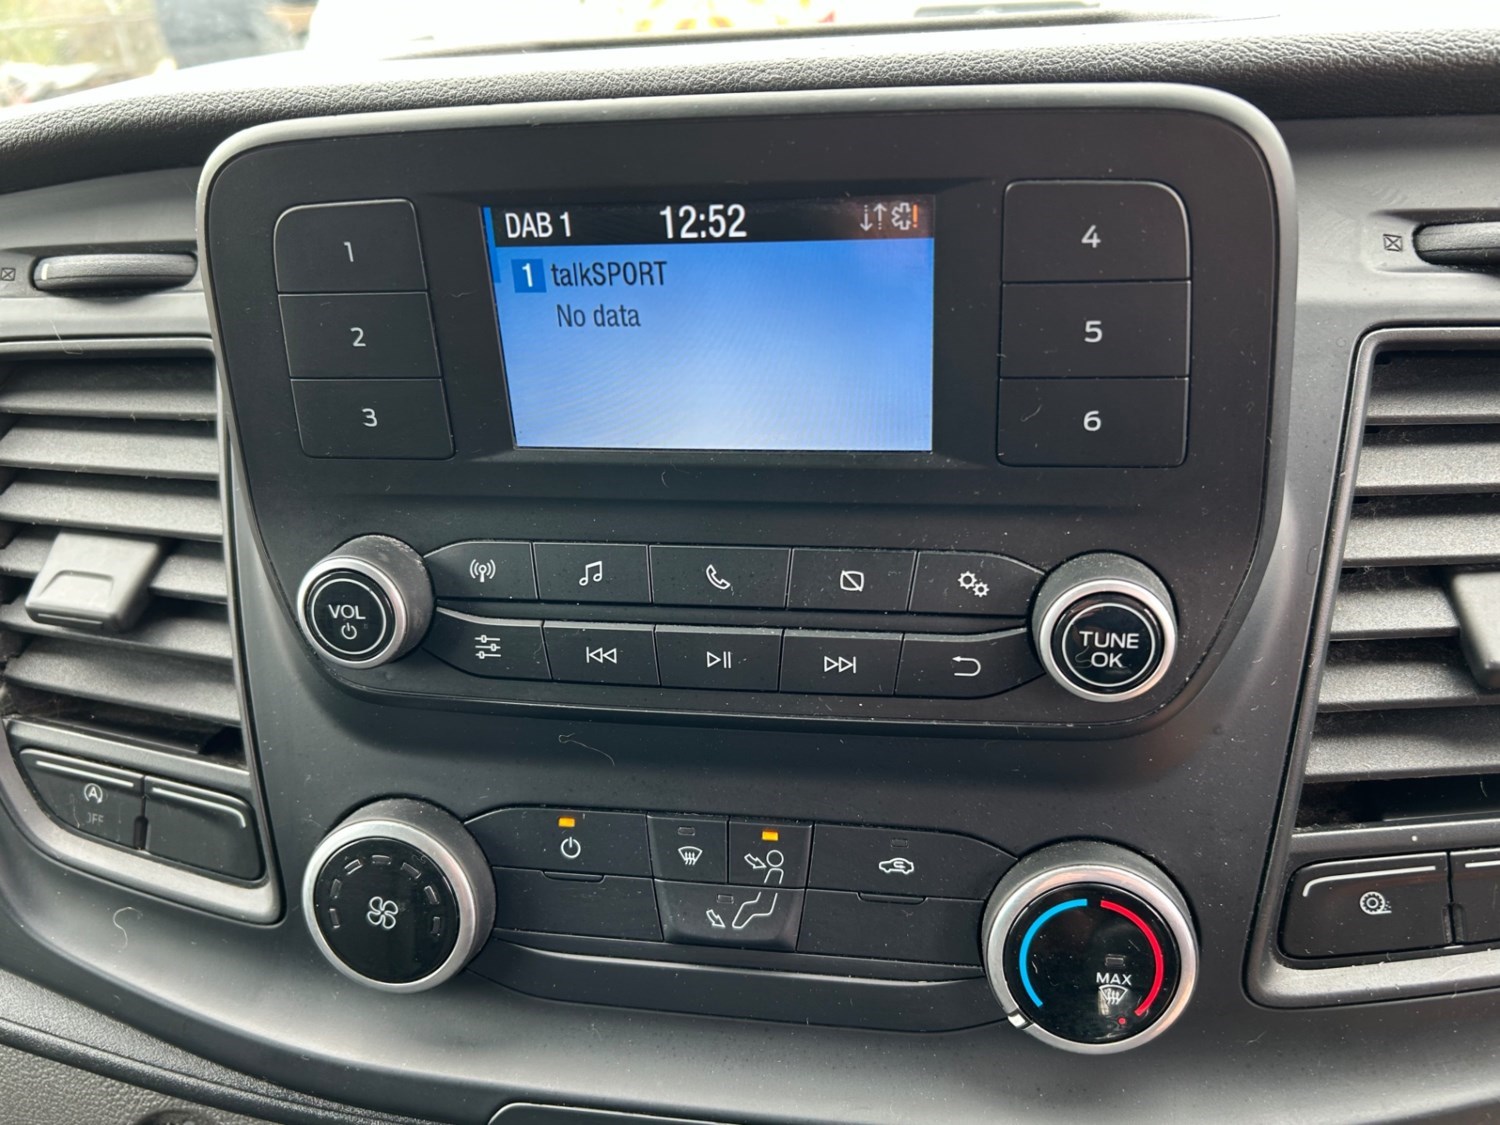 DAB 1 12:52
1 talkSPORT
No data
1
2
3
4
5
6
VOL
TUNE
OK
A
MAX